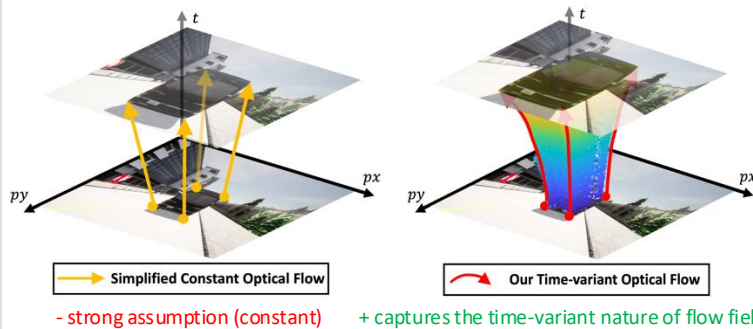 t
t
py
px
py
px
Simplified Constant Optical Flow
Our Time-variant Optical Flow
- strong assumption (constant)
+ captures the time-variant nature of flow fiel